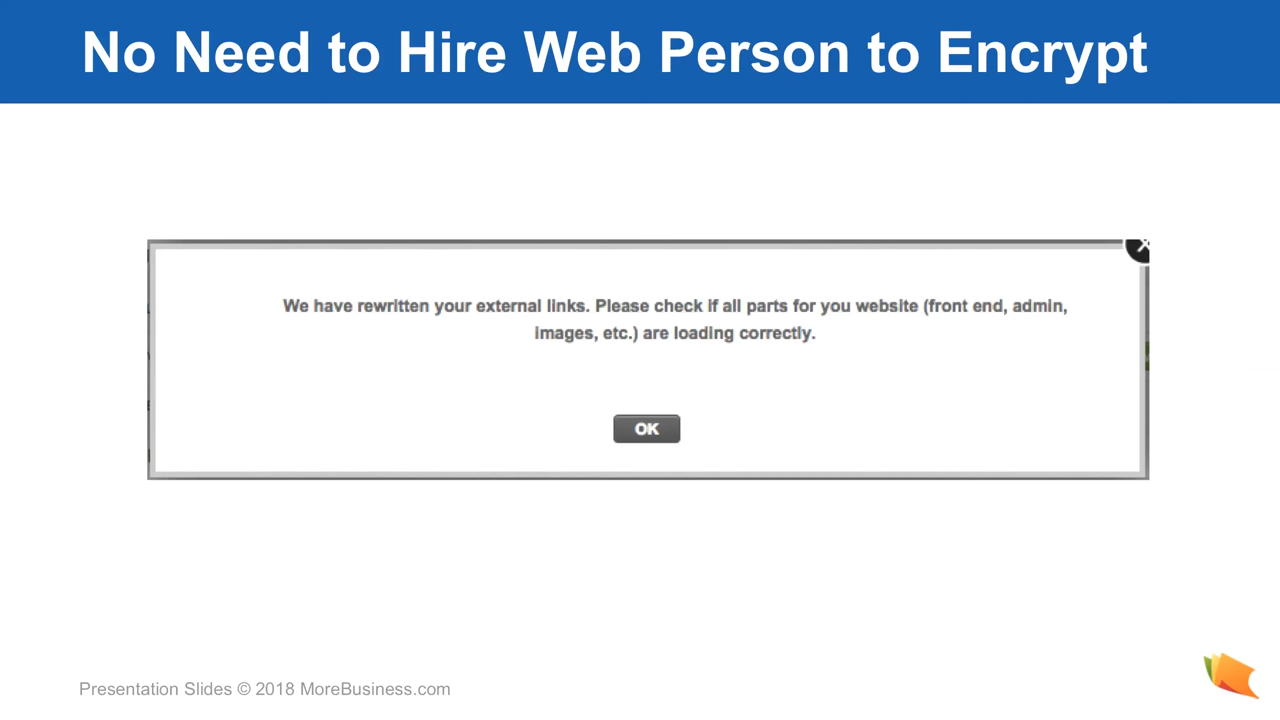 No Need to Hire Web Person to Encrypt
We have rewritten your external links. Please check if all parts for you website (front end, admin,
images, etc.) are loading correctly.
OK
Presentation Slides © 2018 MoreBusiness.com